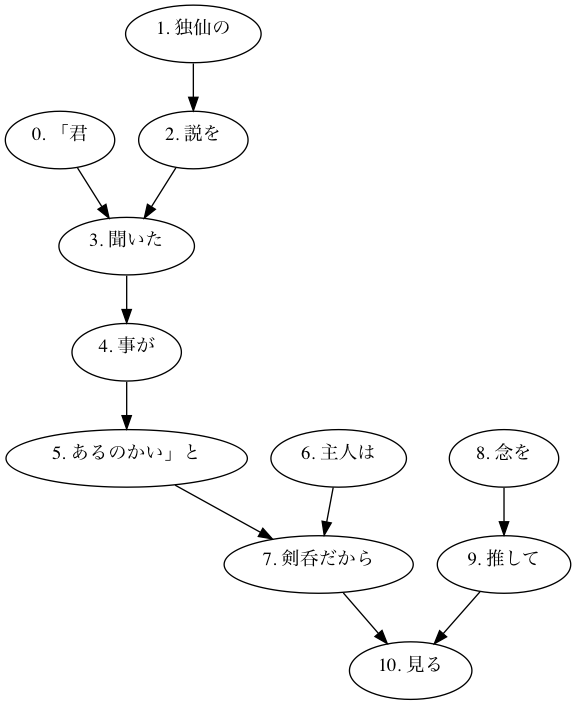 1. 独仙の
0. 「君
2. 説を
3. 聞いた
4. 事が
5. あるのかい」と
6. 主人は
8. 念を
7. 剣呑だから
9. 推して
10. 見る